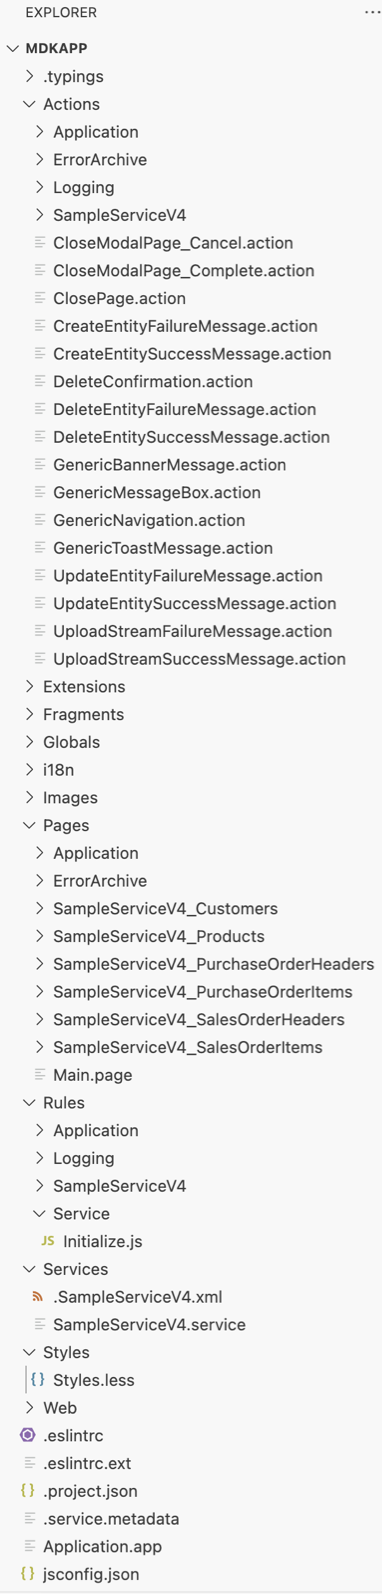 EXPLORER
MDKAPP
.typings
Actions
Application
ErrorArchive
Logging
SampleServiceV4
CloseModalPage_Cancel.action
CloseModalPage_Complete.action
ClosePage.action
CreateEntityFailureMessage.action
CreateEntitySuccessMessage.action
DeleteConfirmation.action
DeleteEntityFailureMessage.action
DeleteEntitySuccessMessage.action
GenericBannerMessage.action
GenericMessageBox.action
GenericNavigation.action
GenericToastMessage.action
UpdateEntityFailureMessage.action
UpdateEntitySuccessMessage.action
UploadStreamFailureMessage.action
UploadStreamSuccessMessage.action
Extensions
Fragments
Globals
i18n
Images
Pages
Application
ErrorArchive
SampleServiceV4_Customers
SampleServiceV4_Products
SampleServiceV4_PurchaseOrderHeaders
SampleServiceV4_PurchaseOrderItems
SampleServiceV4_SalesOrderHeaders
SampleServiceV4_SalesOrderItems
Main.page
Rules
Application
Logging
SampleServiceV4
Service
JS Initialize.js
Services
.SampleServiceV4.xml
SampleServiceV4.service
Styles
{} Styles.less
Web
.eslintrc
.eslintrc.ext
{} .project.json
.service.metadata
Application.app
{} jsconfig.json